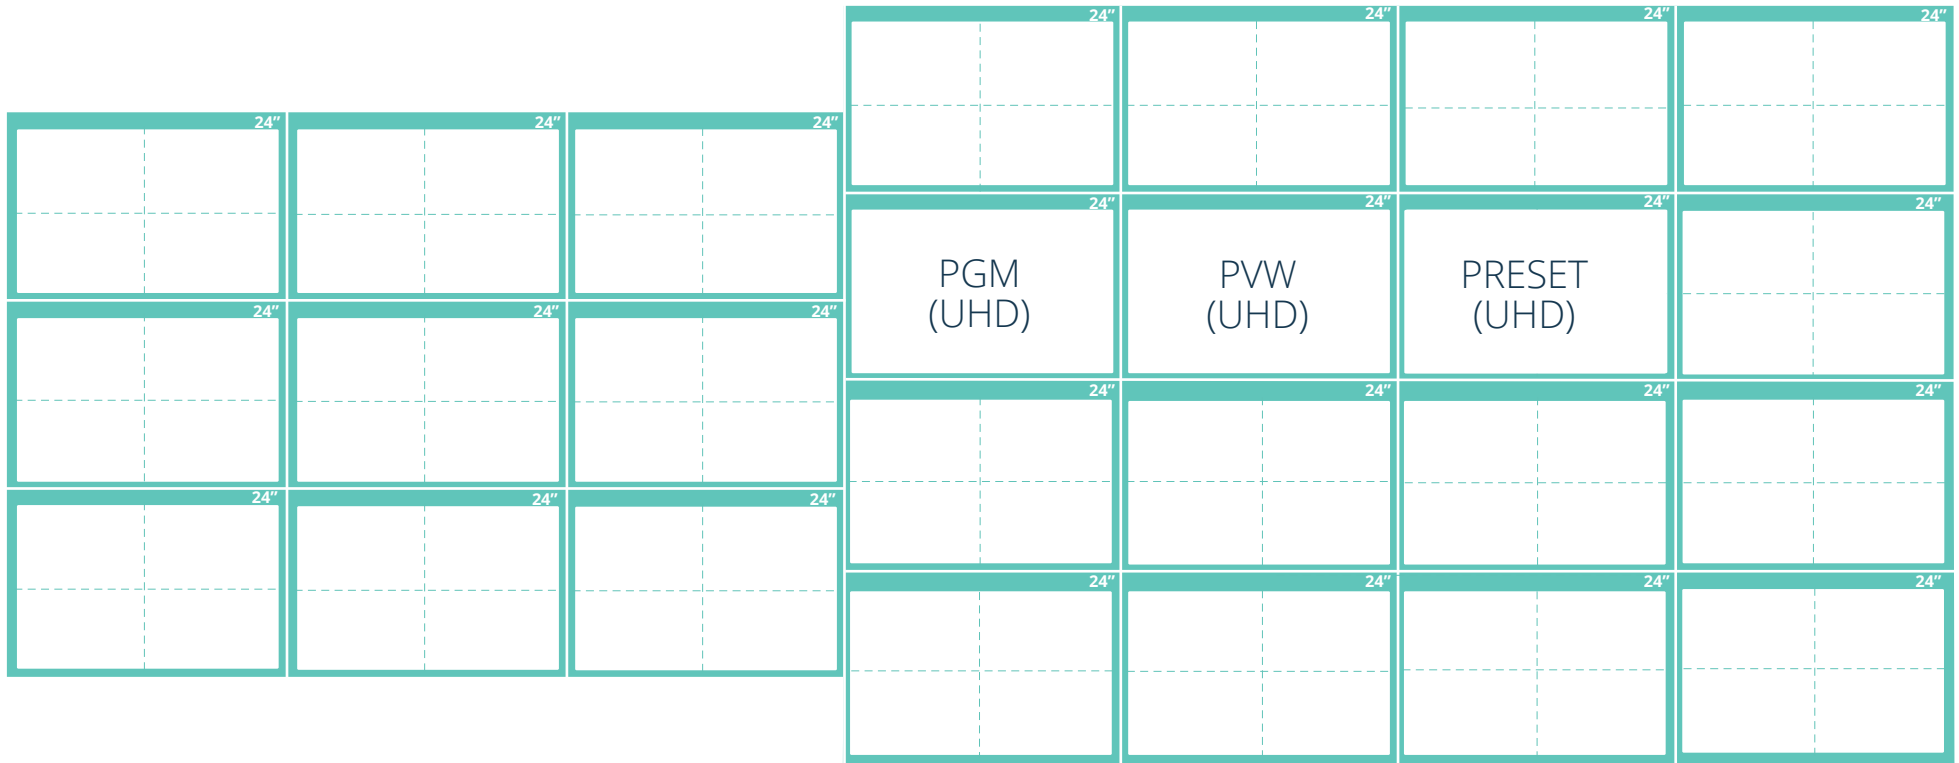 24” 24” 24” 24”
24” 24” 24”
24” 24” 24” 24”
PGM
(UHD)
PVW
(UHD)
PRESET
(UHD)
24” 24” 24”
24” 24” 24” 24”
24” 24” 24”
24” 24” 24” 24”